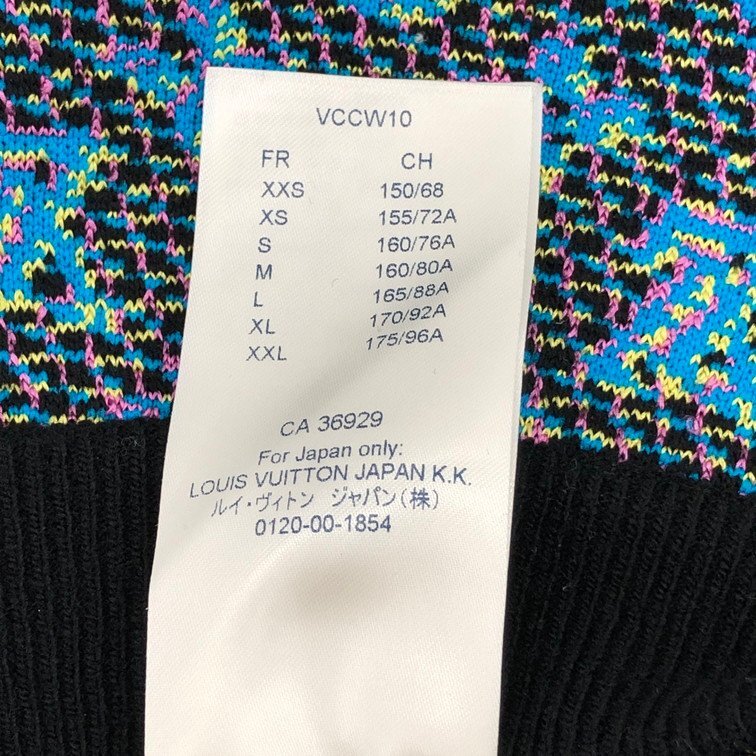 VCCW10
FR CH
XXS 150/68
XS 155/72A
S 160/76A
M 160/80A
L 165/88A
XL 170/92A
XXL 175/96A
CA 36929
For Japan only:
LOUIS VUITTON JAPAN K.K.
ルイ・ヴィトン ジャパン(株)
0120-00-1854